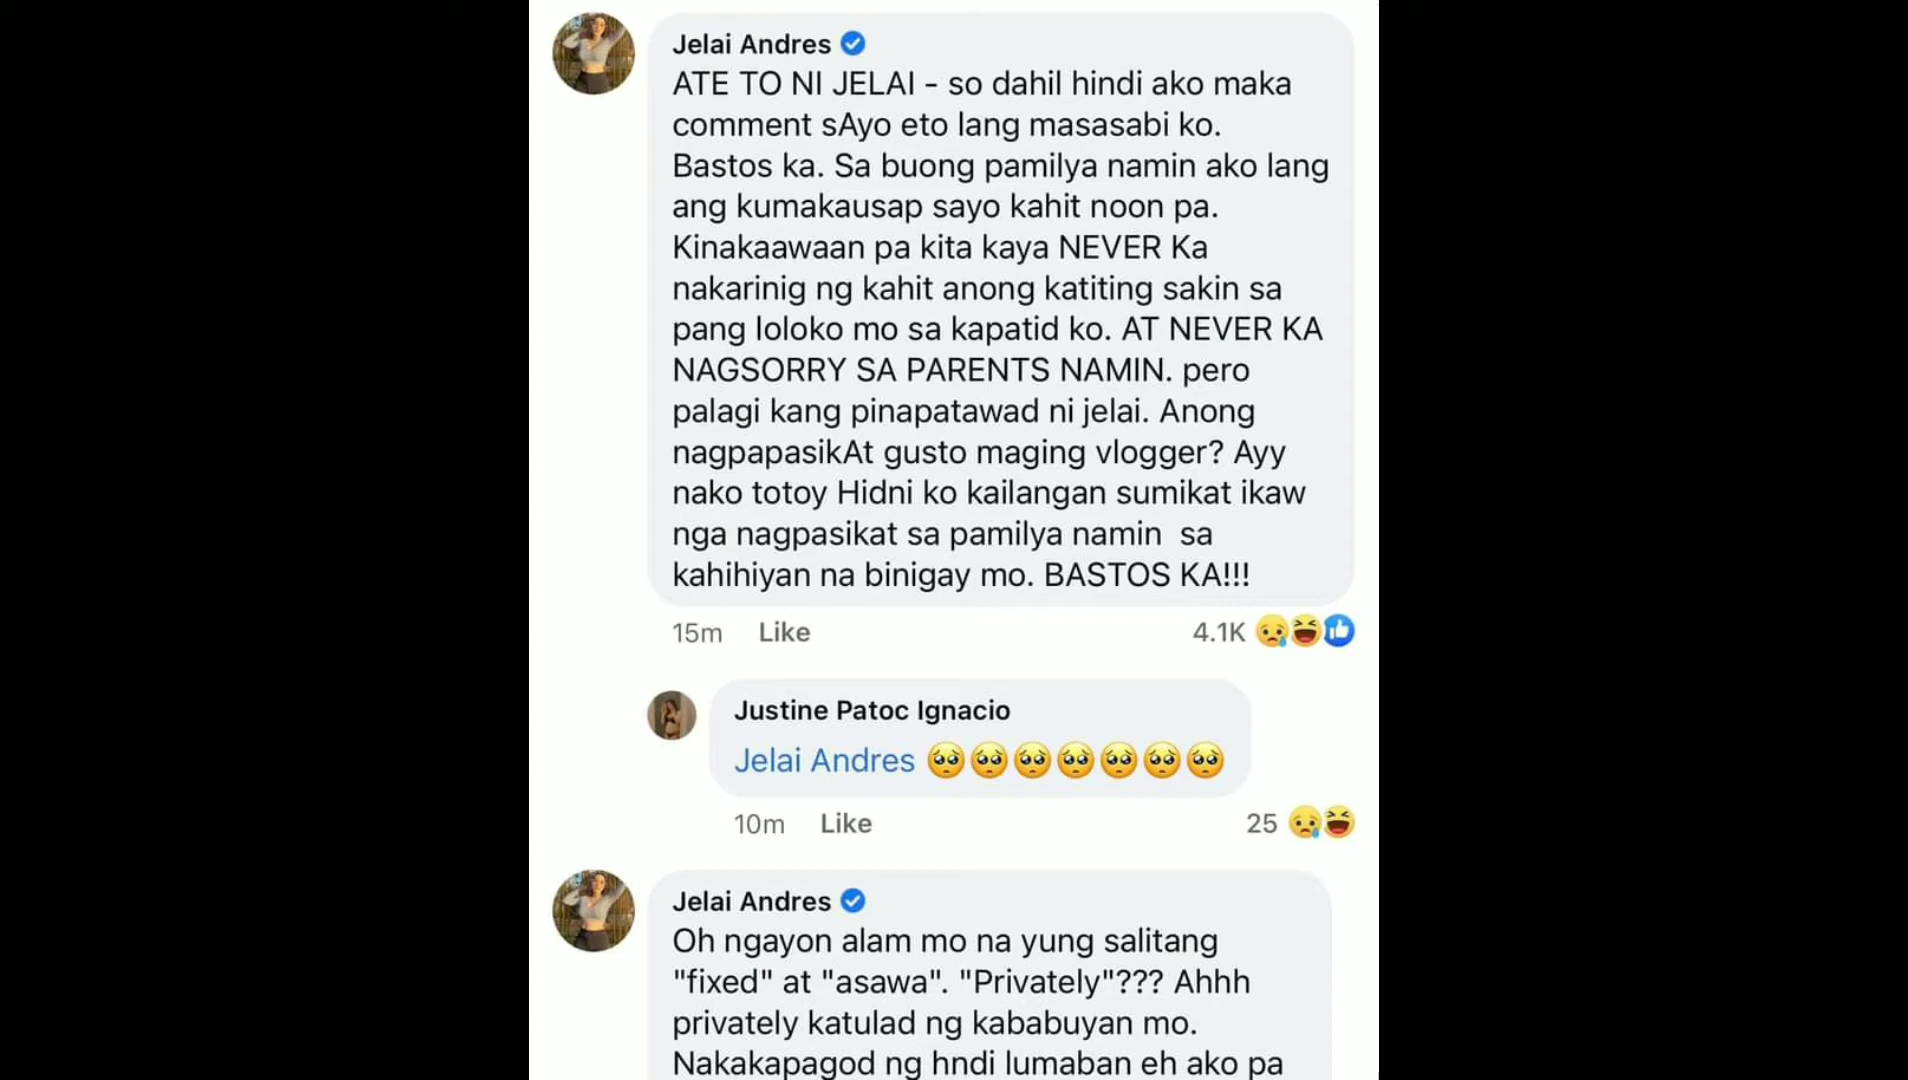 Jelai Andres
ATE TO NI JELAI - so dahil hindi ako maka
comment sAyo eto lang masasabi ko.
Bastos ka. Sa buong pamilya namin ako lang
ang kumakausap sayo kahit noon pa.
Kinakaawaan pa kita kaya NEVER Ka
nakarinig ng kahit anong katiting sakin sa
pang loloko mo sa kapatid ko. AT NEVER KA
NAGSORRY SA PARENTS NAMIN. pero
palagi kang pinapatawad ni jelai. Anong
nagpapasikAt gusto maging vlogger? Ayy
nako totoy Hidni ko kailangan sumikat ikaw
nga nagpasikat sa pamilya namin  sa
kahihiyan na binigay mo. BASTOS KA!!!
15m Like 4.1K
Justine Patoc Ignacio
Jelai Andres 🥺🥺🥺🥺🥺🥺🥺
10m Like 25
Jelai Andres
Oh ngayon alam mo na yung salitang
"fixed" at "asawa". "Privately"??? Ahhh
privately katulad ng kababuyan mo.
Nakakapagod ng hndi lumaban eh ako pa